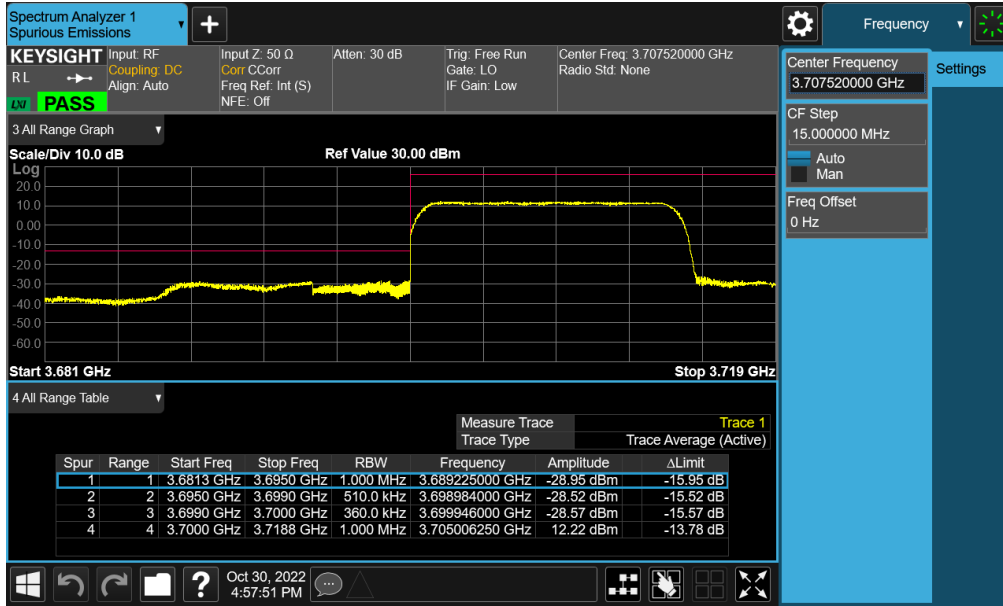 Spectrum Analyzer 1
Spurious Emissions
Frequency
KEYSIGHT
R L
LXI
PASS
Input: RF
Coupling: DC
Align: Auto
Input Z: 50 Ω
Corr CCorr
Freq Ref: Int (S)
NFE: Off
Atten: 30 dB
Trig: Free Run
Gate: LO
IF Gain: Low
Center Freq: 3.707520000 GHz
Radio Std: None
Center Frequency
3.707520000 GHz
Settings
CF Step
15.000000 MHz
Auto
Man
Freq Offset
0 Hz
3 All Range Graph
Scale/Div 10.0 dB
Ref Value 30.00 dBm
Log
20.0
10.0
0.00
-10.0
-20.0
-30.0
-40.0
-50.0
-60.0
Start 3.681 GHz
Stop 3.719 GHz
4 All Range Table
Measure Trace Trace 1
Trace Type Trace Average (Active)
Spur Range Start Freq Stop Freq RBW Frequency Amplitude ΔLimit
1 1 3.6813 GHz 3.6950 GHz 1.000 MHz 3.689225000 GHz -28.95 dBm -15.95 dB
2 2 3.6950 GHz 3.6990 GHz 510.0 kHz 3.698984000 GHz -28.52 dBm -15.52 dB
3 3 3.6990 GHz 3.7000 GHz 360.0 kHz 3.699946000 GHz -28.57 dBm -15.57 dB
4 4 3.7000 GHz 3.7188 GHz 1.000 MHz 3.705006250 GHz 12.22 dBm -13.78 dB
?
Oct 30, 2022
4:57:51 PM